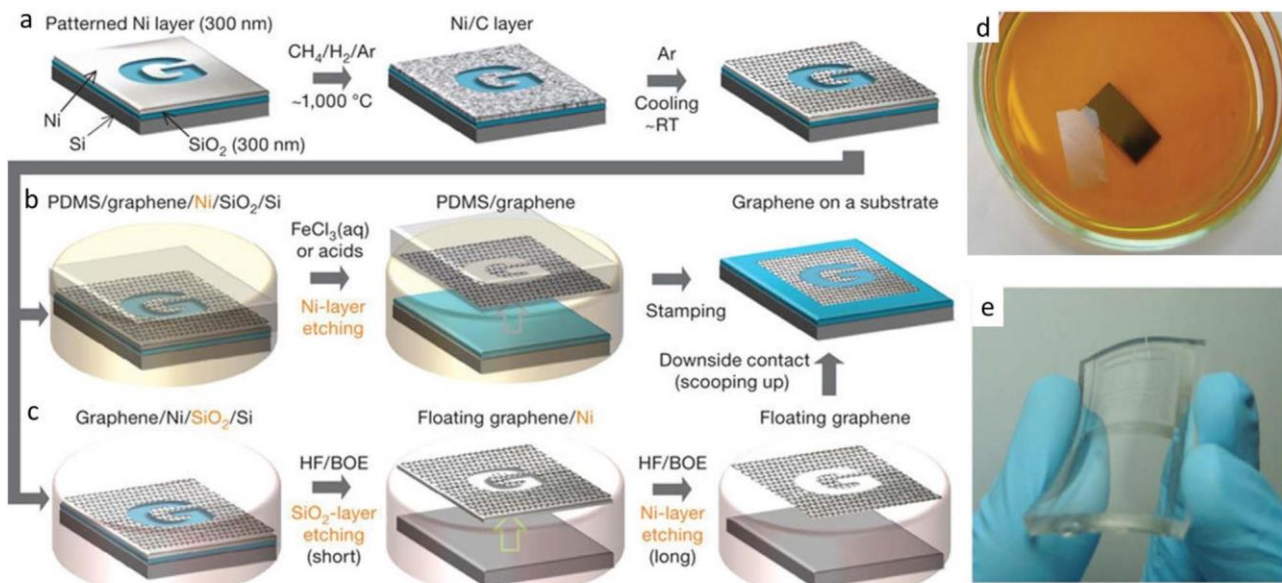 a
Patterned Ni layer (300 nm)
CH₄/H₂/Ar
~1,000 °C
Ni/C layer
Ar
Cooling
~RT
G
Ni
Si
SiO₂ (300 nm)
b
PDMS/graphene/Ni/SiO₂/Si
FeCl₃(aq)
or acids
Ni-layer
etching
PDMS/graphene
Stamping
Graphene on a substrate
Downside contact
(scooping up)
c
Graphene/Ni/SiO₂/Si
HF/BOE
SiO₂-layer
etching
(short)
Floating graphene/Ni
HF/BOE
Ni-layer
etching
(long)
Floating graphene
G
G
G
G
G
G
G
G
d
e